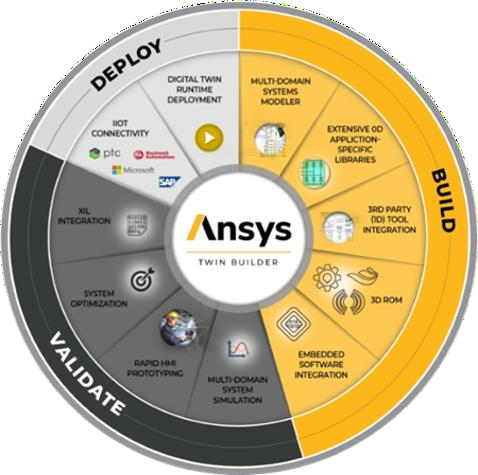 DEPLOY
DIGITAL TWIN
RUNTIME
DEPLOYMENT
IIOT
CONNECTIVITY
ptc
Rockwell
Automation
Microsoft
SAP
BUILD
MULTI-DOMAIN
SYSTEMS
MODELER
EXTENSIVE 0D
APPLICTION-
SPECIFIC
LIBRARIES
3RD PARTY
(1D) TOOL
INTEGRATION
3D ROM
EMBEDDED
SOFTWARE
INTEGRATION
VALIDATE
MULTI-DOMAIN
SYSTEM
SIMULATION
RAPID HMI
PROTOTYPING
SYSTEM
OPTIMIZATION
XIL
INTEGRATION
Ansys
TWIN BUILDER